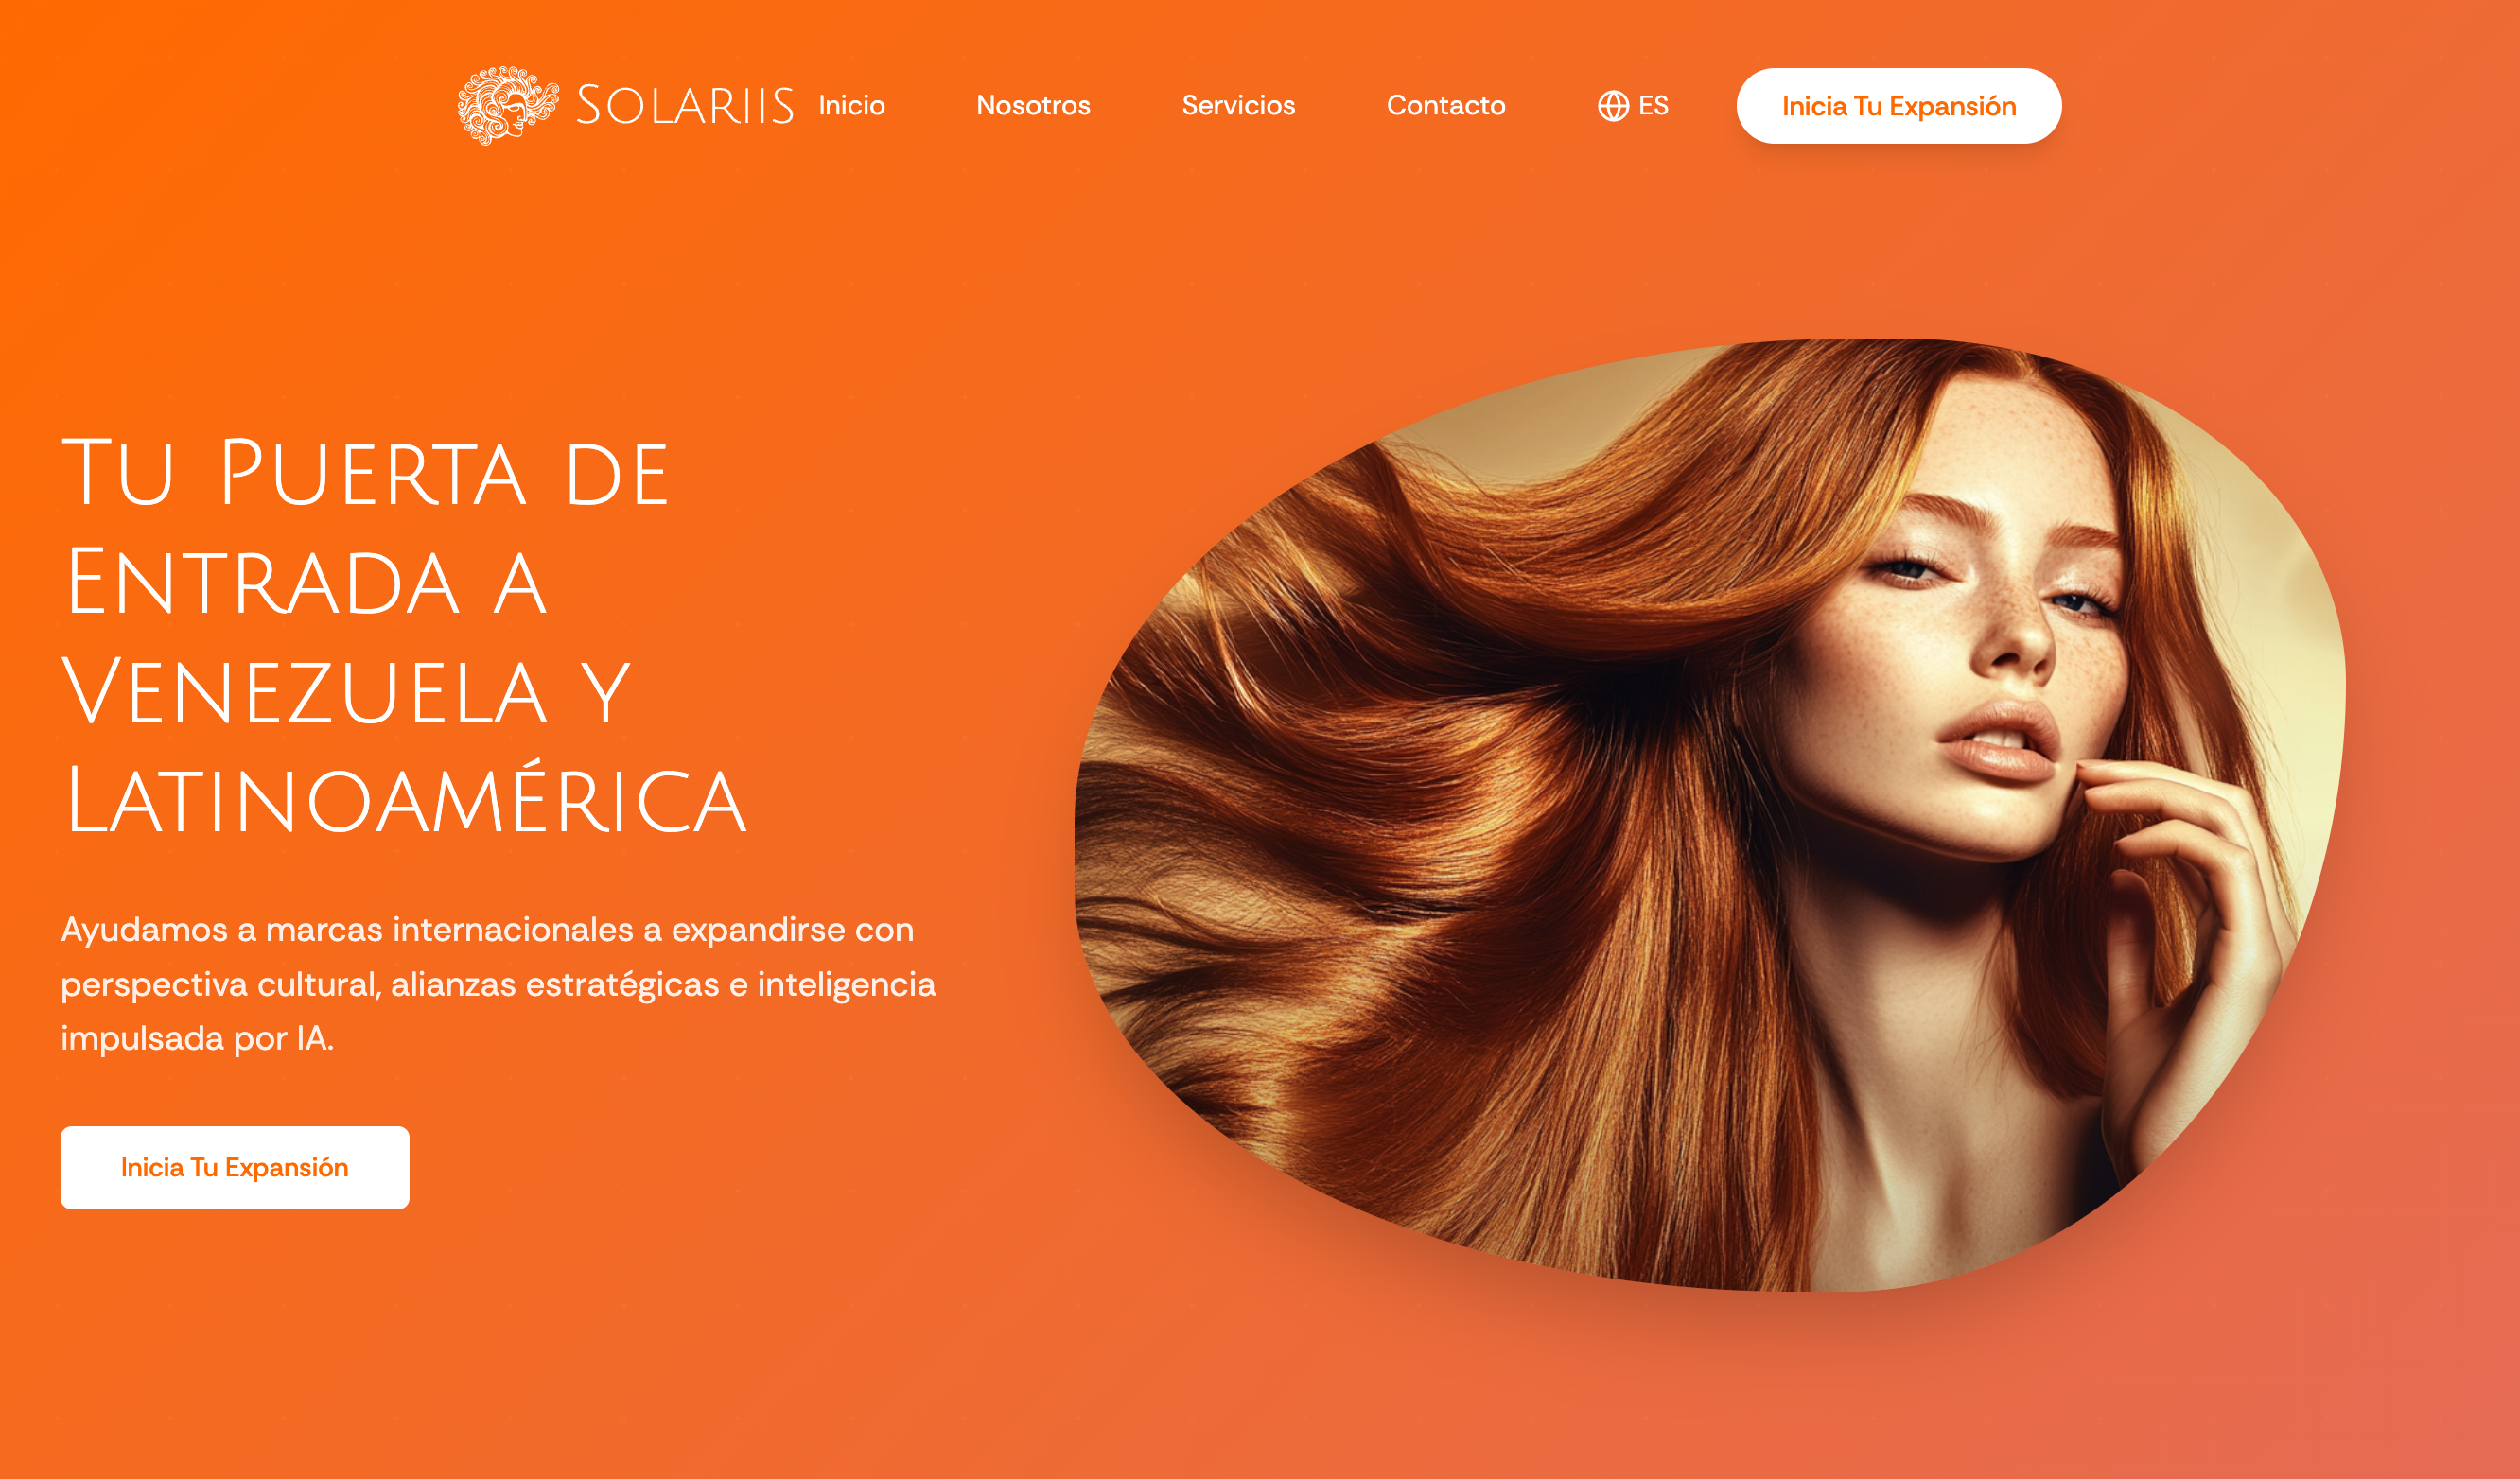 SOLARIIS
Inicio
Nosotros
Servicios
Contacto
ES
Inicia Tu Expansión
TU PUERTA DE
ENTRADA A
VENEZUELA Y
LATINOAMÉRICA
Ayudamos a marcas internacionales a expandirse con
perspectiva cultural, alianzas estratégicas e inteligencia
impulsada por IA.
Inicia Tu Expansión